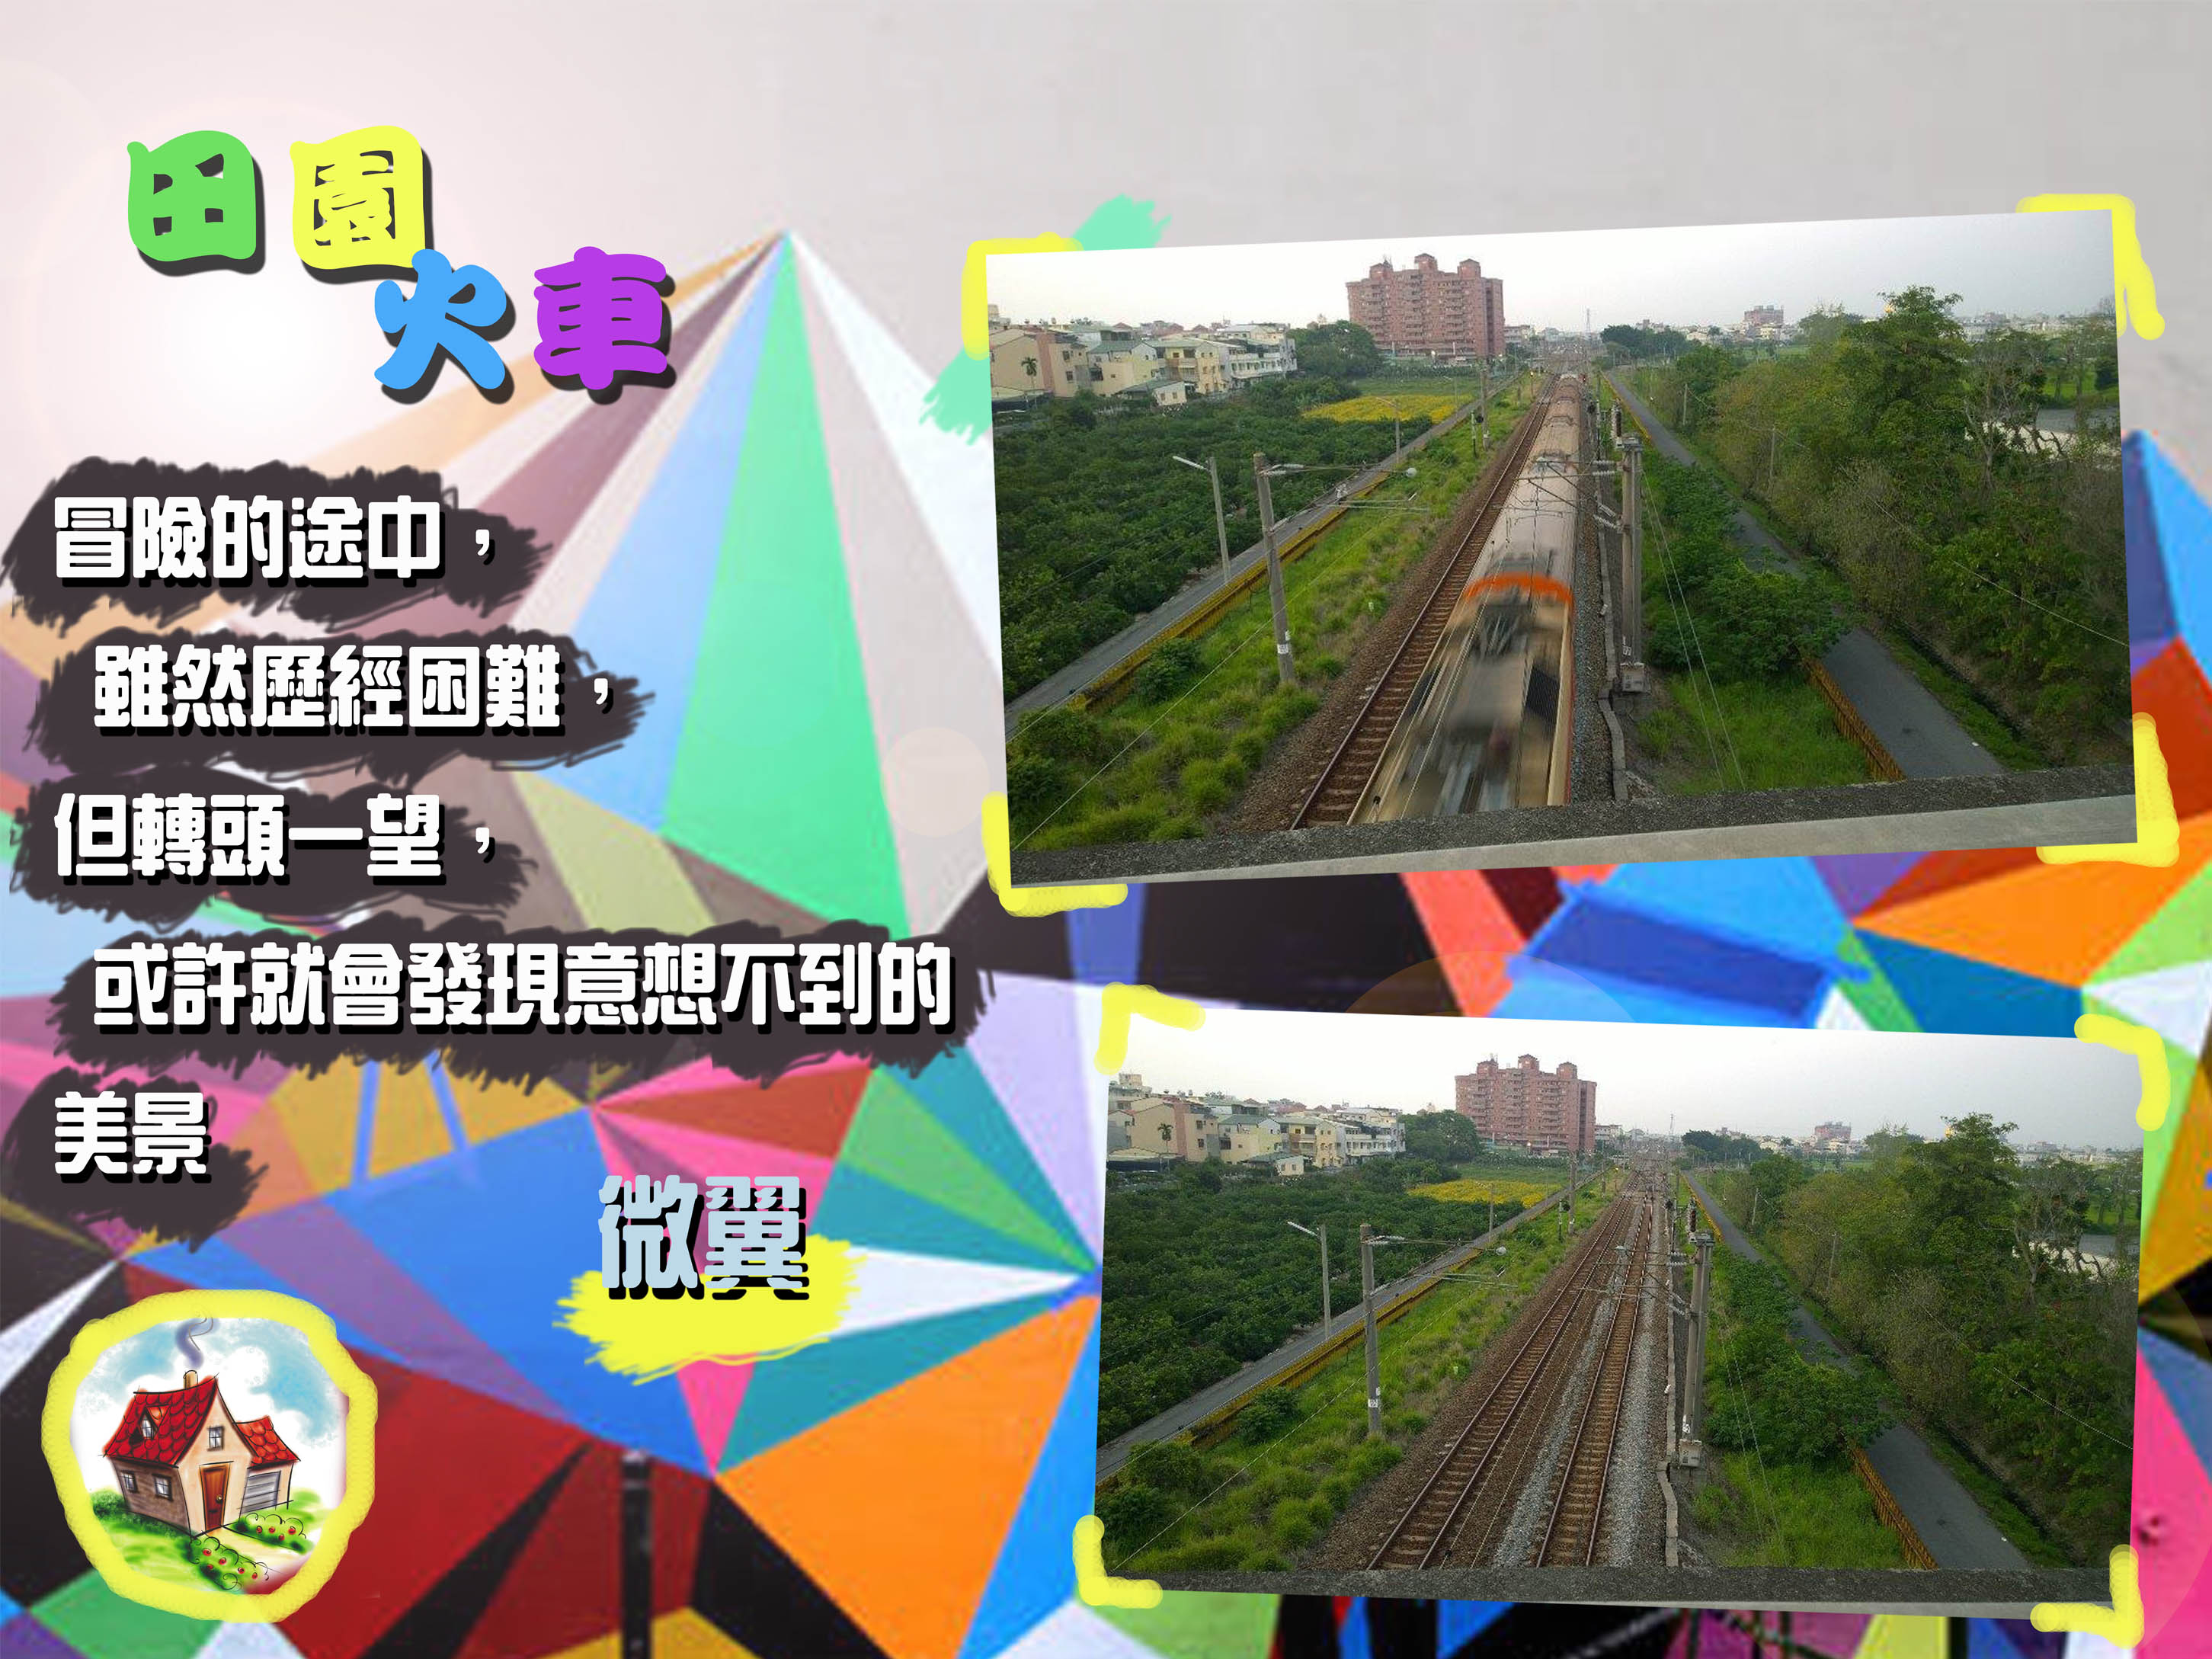 田園
火車
冒險的途中，
雖然歷經困難，
但轉頭一望，
或許就會發現意想不到的
美景
微翼